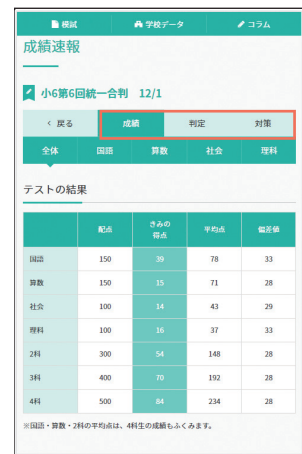 模試 学校データ コラム
成績速報
小6第6回統一合判 12/1
< 戻る 成績 判定 対策
全体 国語 算数 社会 理科
テストの結果
配点 きみの得点 平均点 偏差値
国語 150 39 78 33
算数 150 15 71 28
社会 100 14 43 29
理科 100 16 37 33
2科 300 54 148 28
3科 400 70 192 28
4科 500 84 234 28
※国語・算数・2科の平均点は、4科生の成績もふくみます。